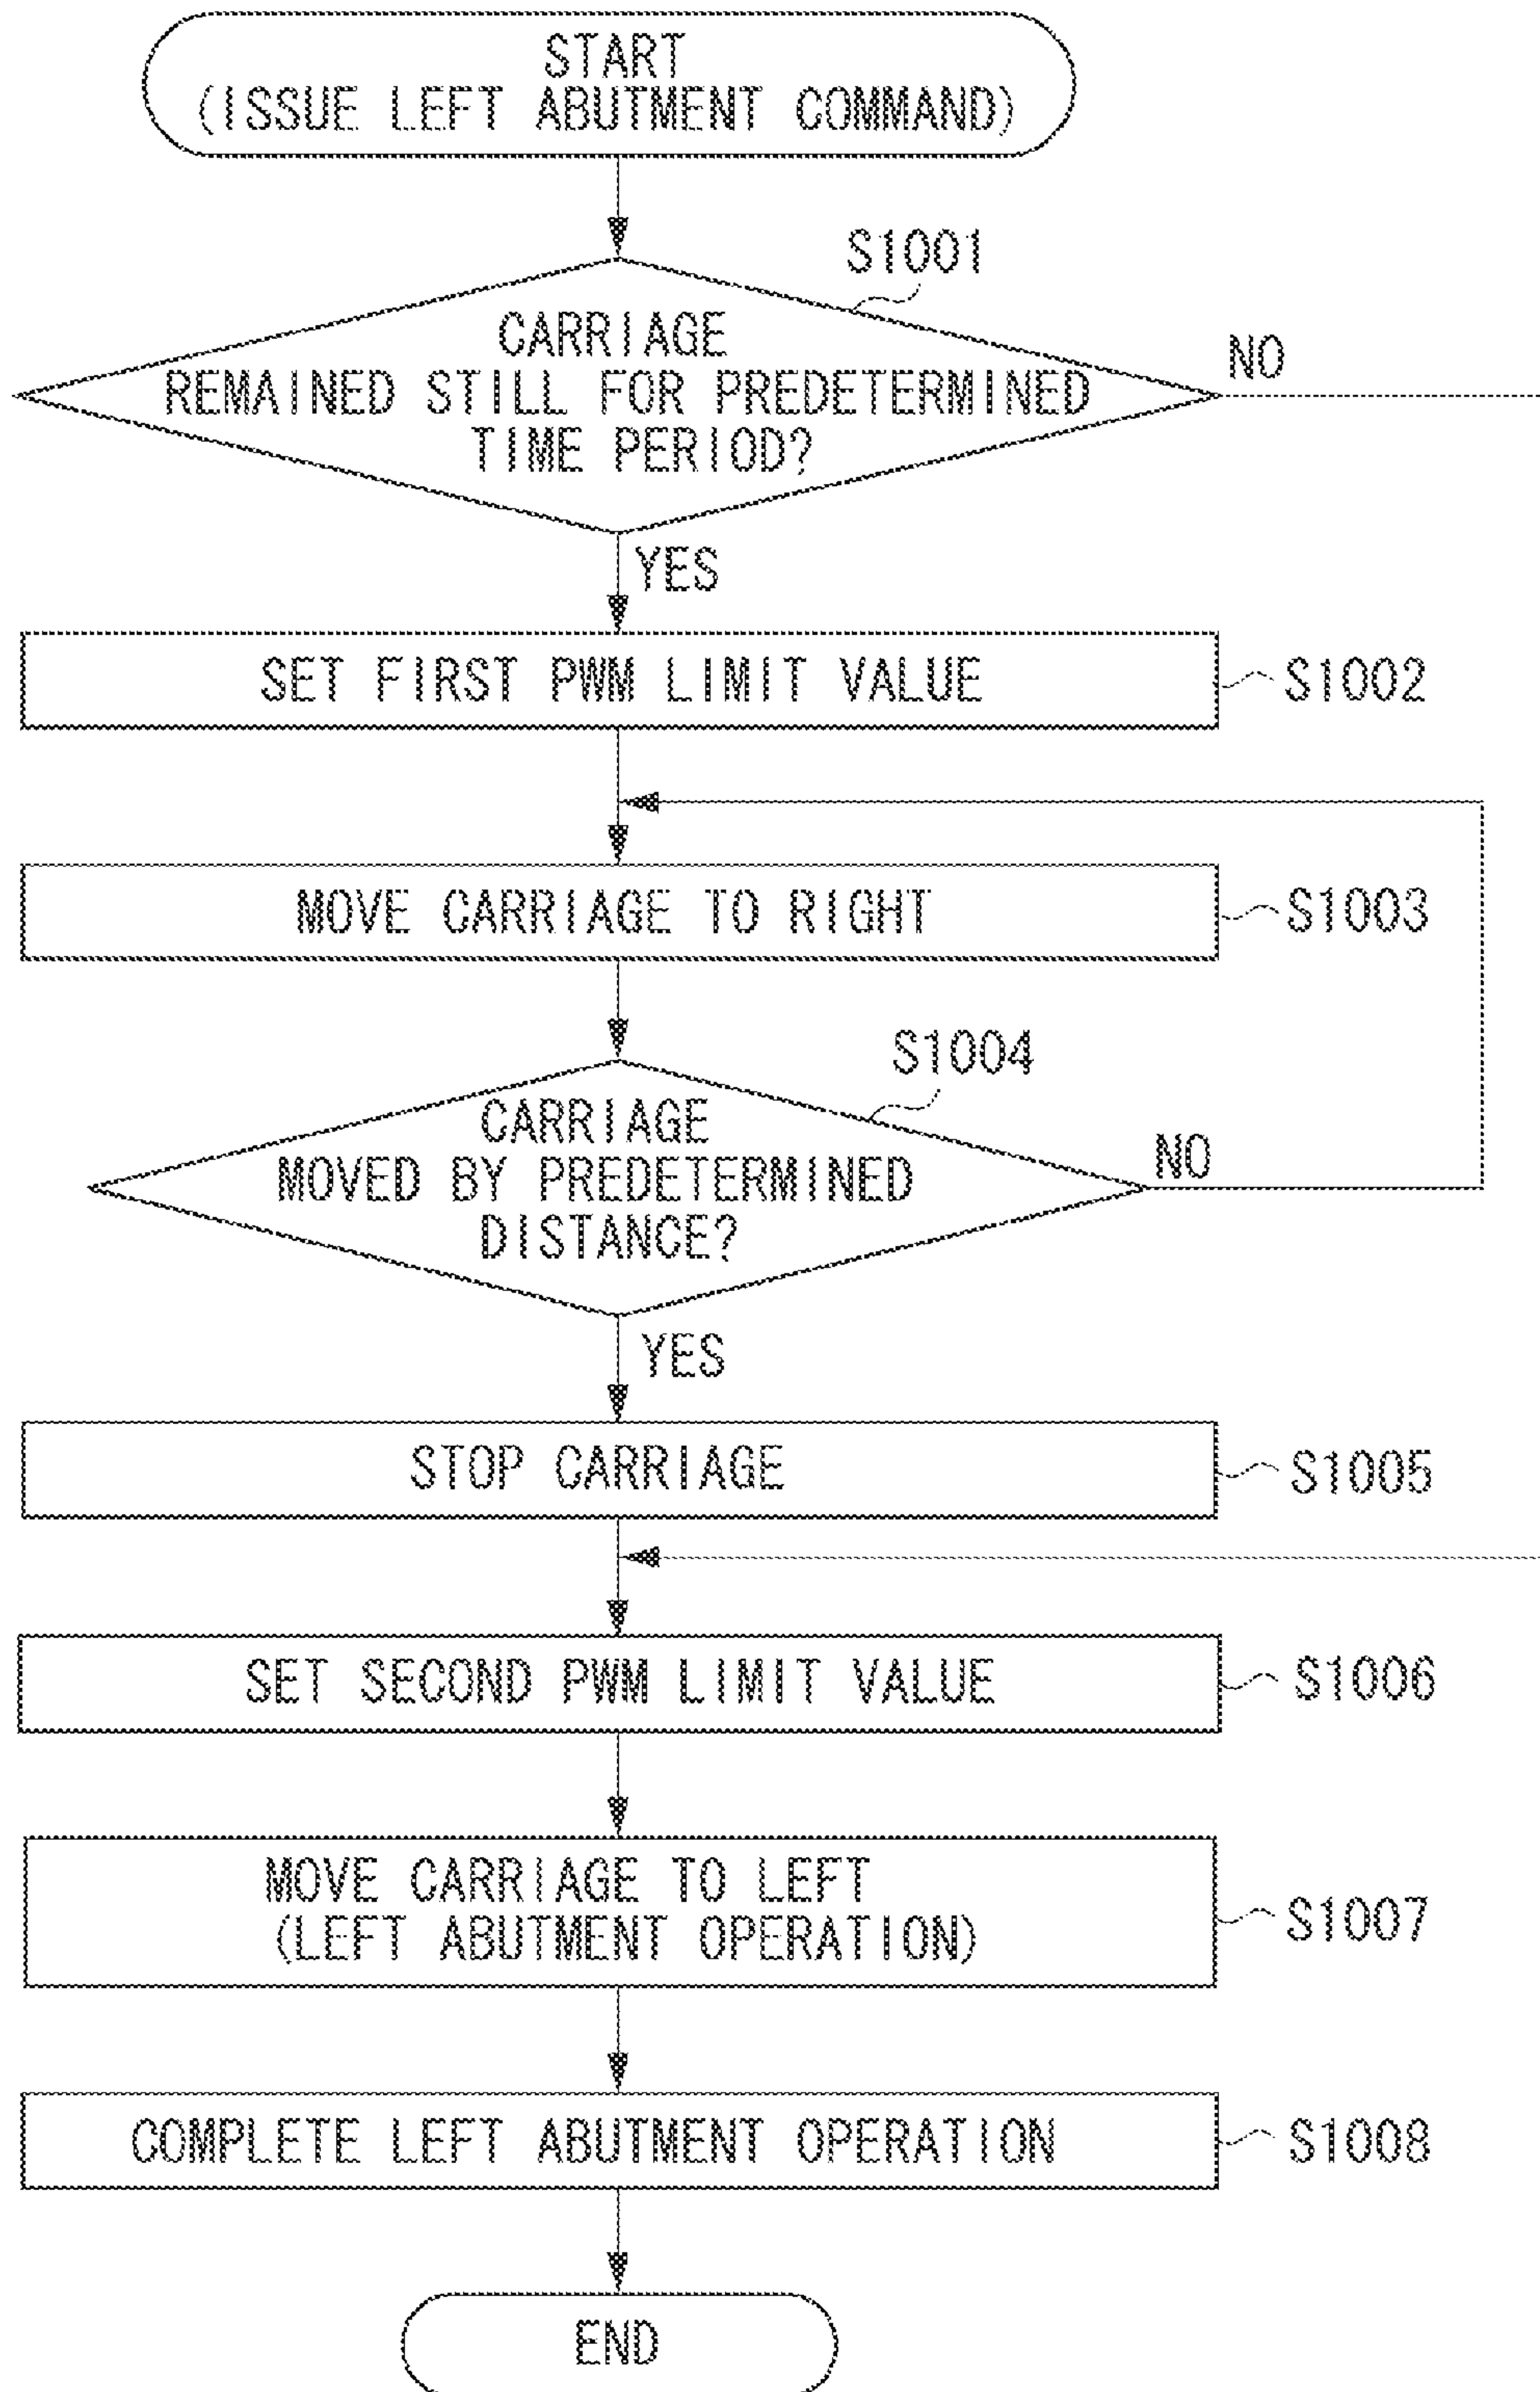 START
(ISSUE LEFT ABUTMENT COMMAND)
S1001
CARRIAGE
REMAINED STILL FOR PREDETERMINED
TIME PERIOD?
NO
YES
SET FIRST PWM LIMIT VALUE
S1002
MOVE CARRIAGE TO RIGHT
S1003
S1004
CARRIAGE
MOVED BY PREDETERMINED
DISTANCE?
NO
YES
STOP CARRIAGE
S1005
SET SECOND PWM LIMIT VALUE
S1006
MOVE CARRIAGE TO LEFT
(LEFT ABUTMENT OPERATION)
S1007
COMPLETE LEFT ABUTMENT OPERATION
S1008
END